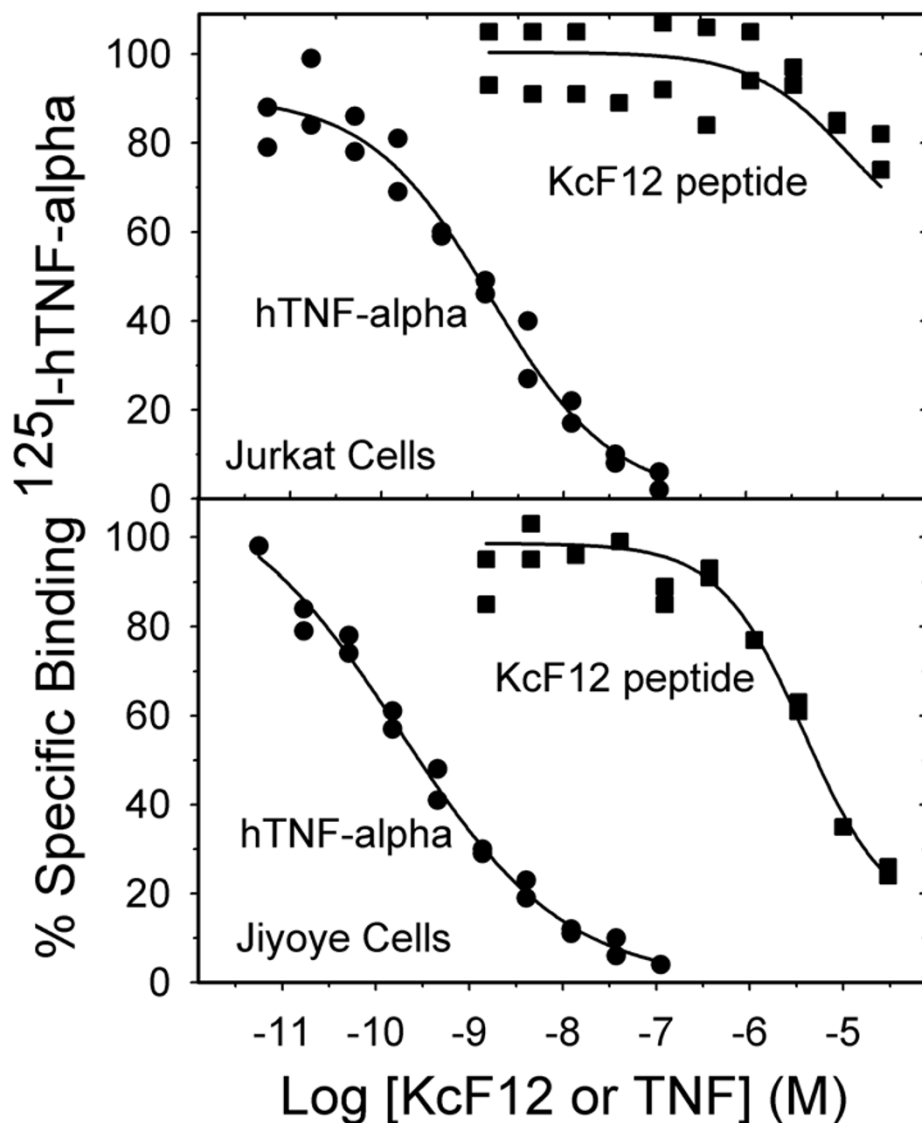 % Specific Binding ¹²⁵I-hTNF-alpha
100
80
60
40
20
0
KcF12 peptide
hTNF-alpha
Jurkat Cells
100
80
60
40
20
0
KcF12 peptide
hTNF-alpha
Jiyoye Cells
-11 -10 -9 -8 -7 -6 -5
Log [KcF12 or TNF] (M)